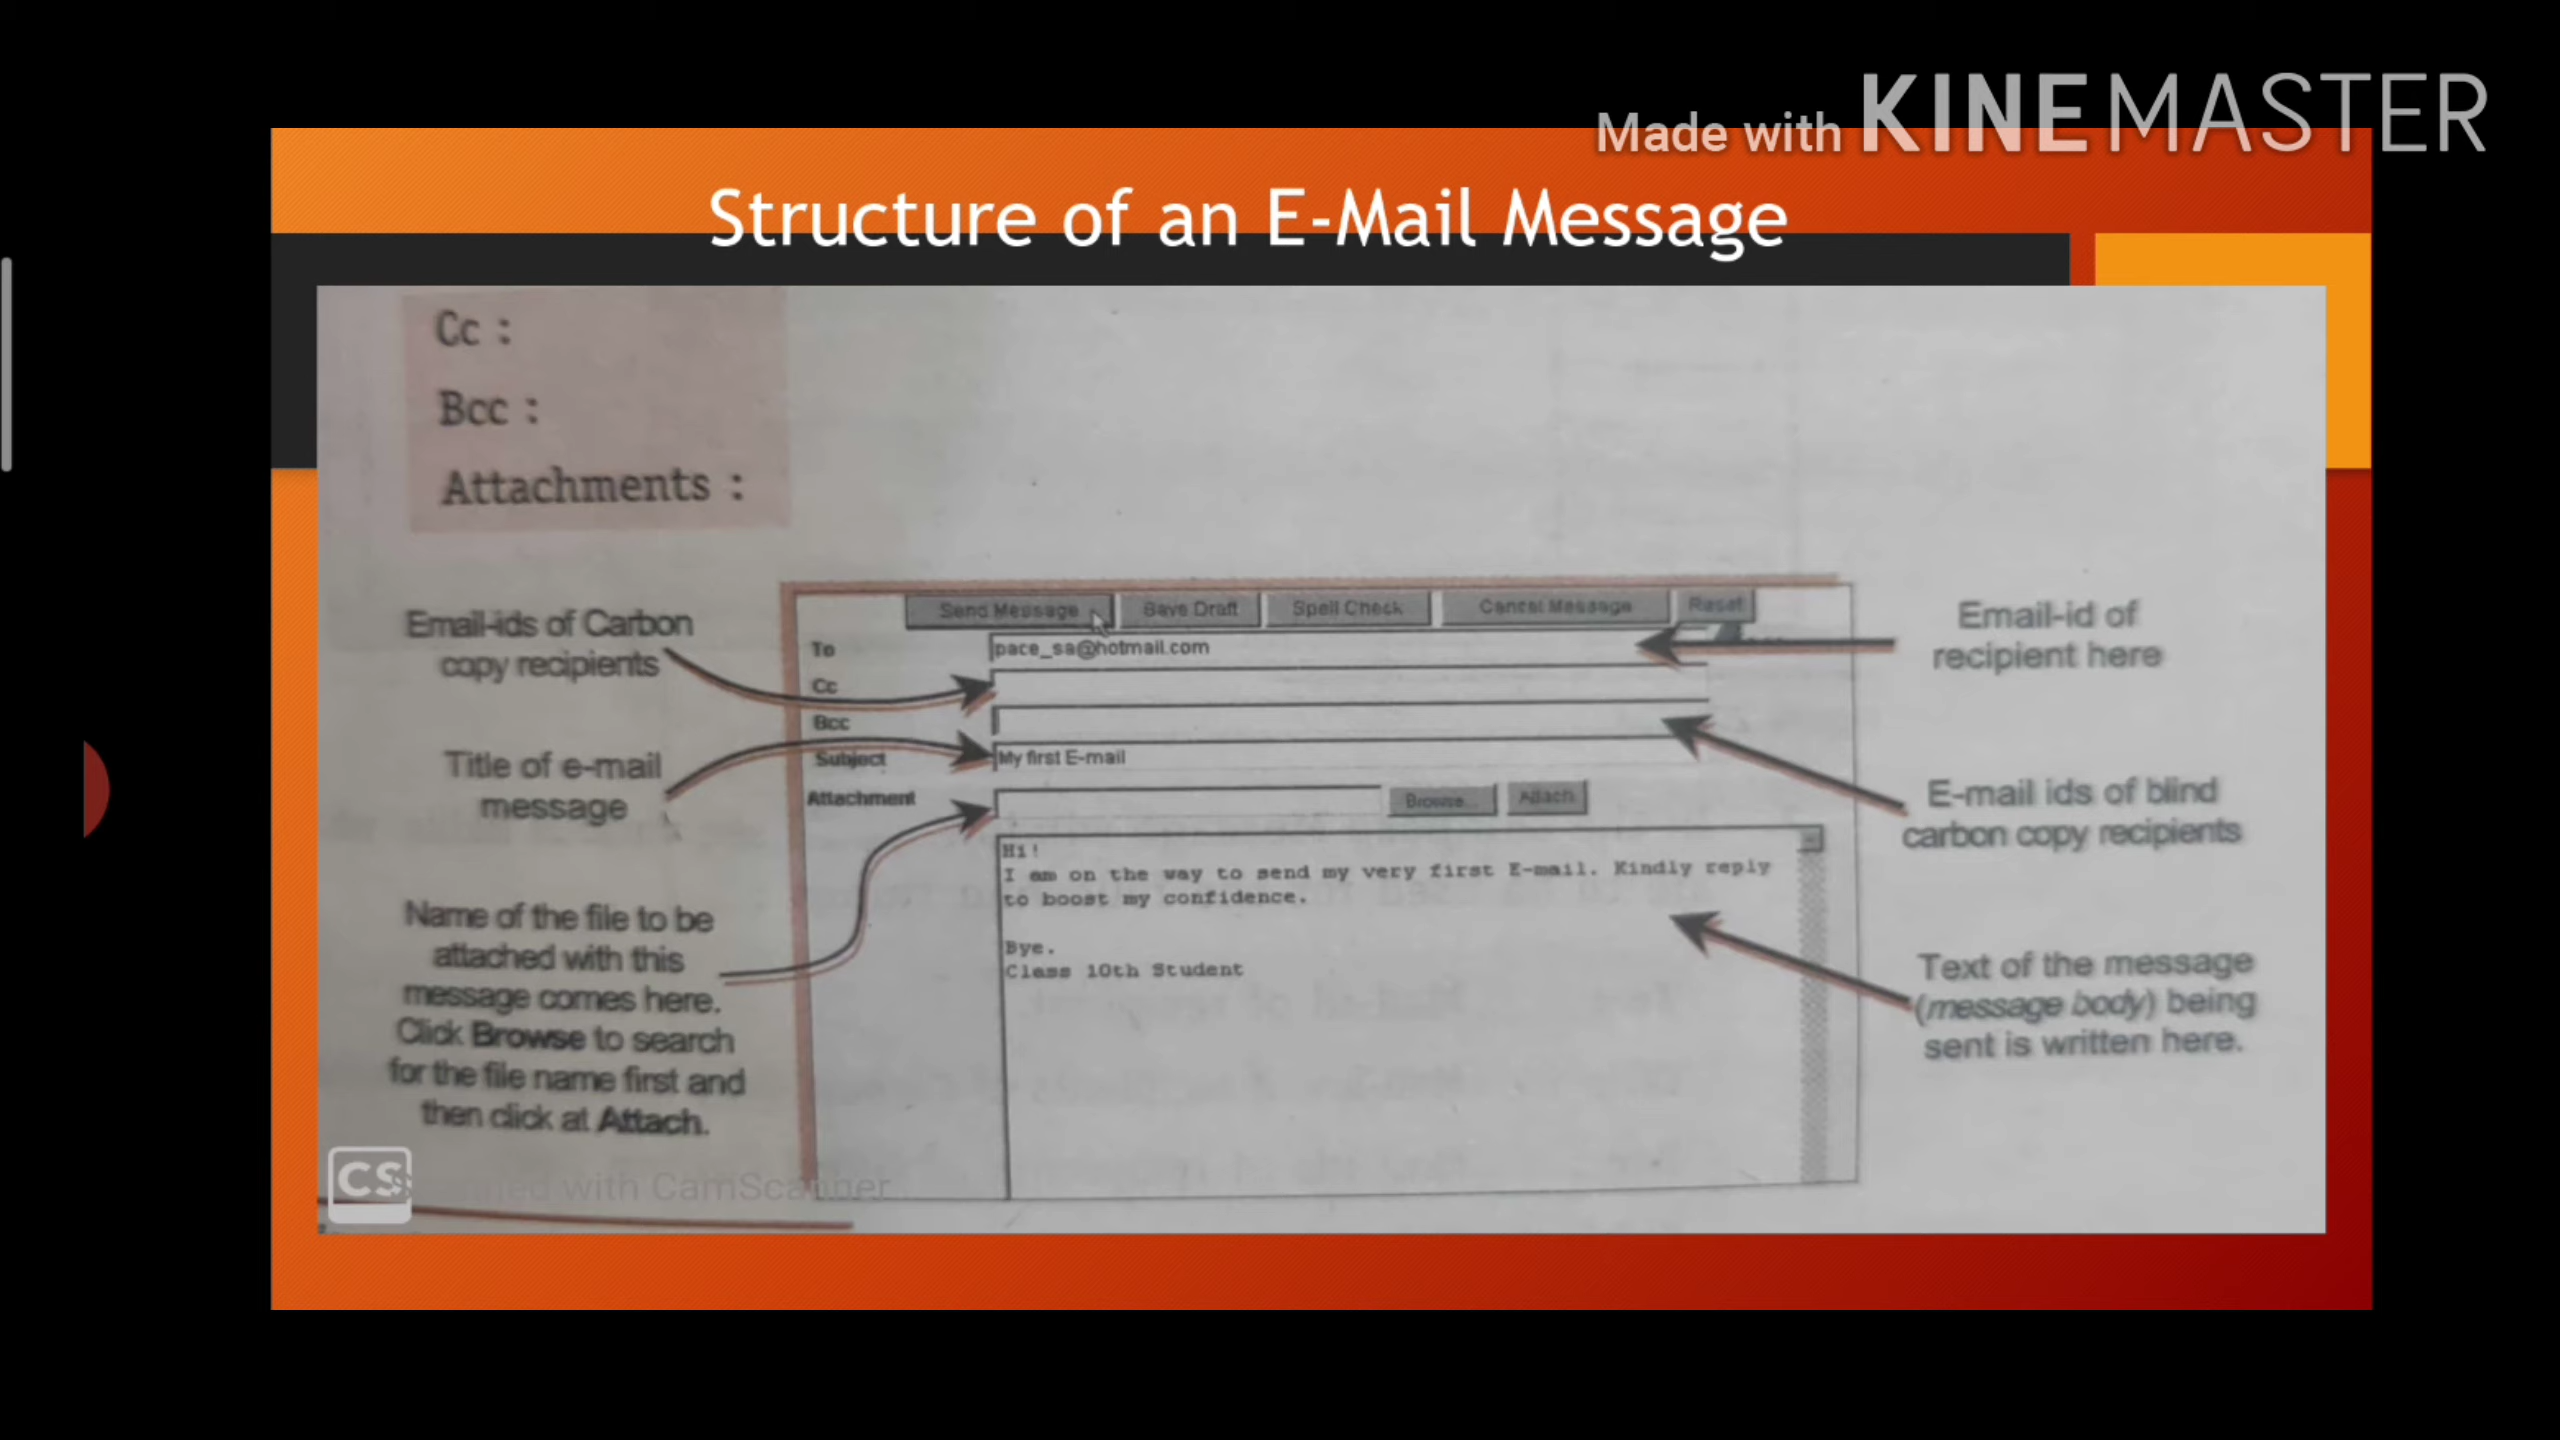 Made with KINEMASTER
Structure of an E-Mail Message
Cc :
Bcc :
Attachments :
Email-ids of Carbon
copy recipients
Title of e-mail
message
Name of the file to be
attached with this
message comes here.
Click Browse to search
for the file name first and
then click at Attach.
Send Message Save Draft Spell Check Cancel Message Reset
To pace_sa@hotmail.com
Cc
Bcc
Subject My first E-mail
Attachment Browse... Attach
Hi!
I am on the way to send my very first E-mail. Kindly reply
to boost my confidence.
Bye.
Class 10th Student
Email-id of
recipient here
E-mail ids of blind
carbon copy recipients
Text of the message
(message body) being
sent is written here.
CS
Scanned with CamScanner